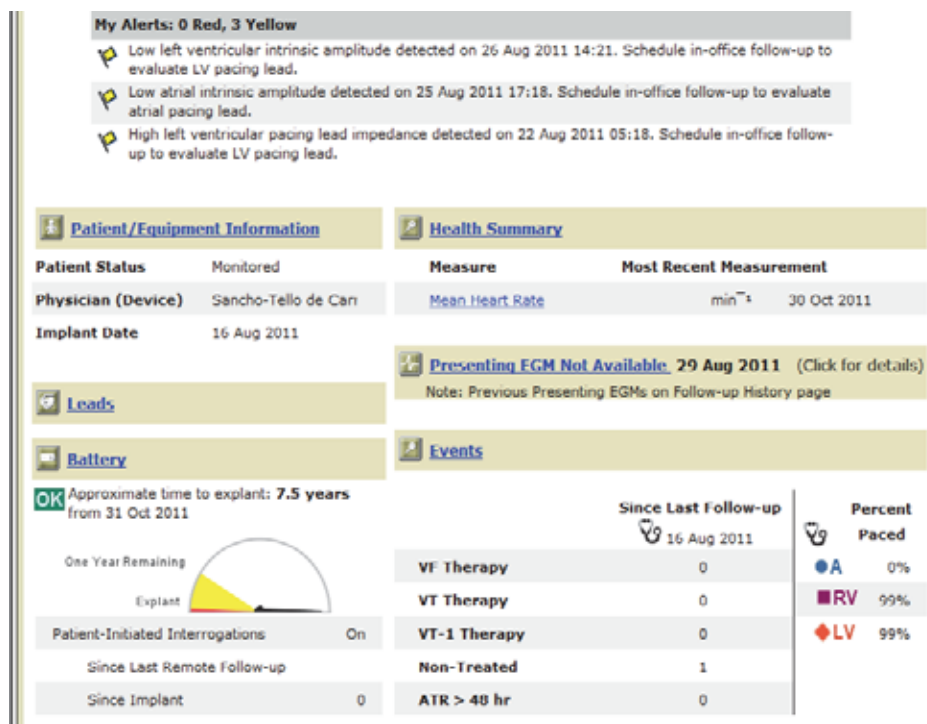 My Alerts: 0 Red, 3 Yellow
Low left ventricular intrinsic amplitude detected on 26 Aug 2011 14:21. Schedule in-office follow-up to
evaluate LV pacing lead.
Low atrial intrinsic amplitude detected on 25 Aug 2011 17:18. Schedule in-office follow-up to evaluate
atrial pacing lead.
High left ventricular pacing lead impedance detected on 22 Aug 2011 05:18. Schedule in-office follow-
up to evaluate LV pacing lead.
Patient/Equipment Information
Patient Status Monitored
Physician (Device) Sancho-Tello de Carr
Implant Date 16 Aug 2011
Leads
Battery
OK Approximate time to explant: 7.5 years
from 31 Oct 2011
One Year Remaining
Explant
Patient-Initiated Interrogations On
Since Last Remote Follow-up
Since Implant 0
Health Summary
Measure Most Recent Measurement
Mean Heart Rate min⁻¹ 30 Oct 2011
Presenting EGM Not Available 29 Aug 2011 (Click for details)
Note: Previous Presenting EGMs on Follow-up History page
Events
Since Last Follow-up
16 Aug 2011
VF Therapy 0
VT Therapy 0
VT-1 Therapy 0
Non-Treated 1
ATR > 48 hr 0
Percent
Paced
A 0%
RV 99%
LV 99%